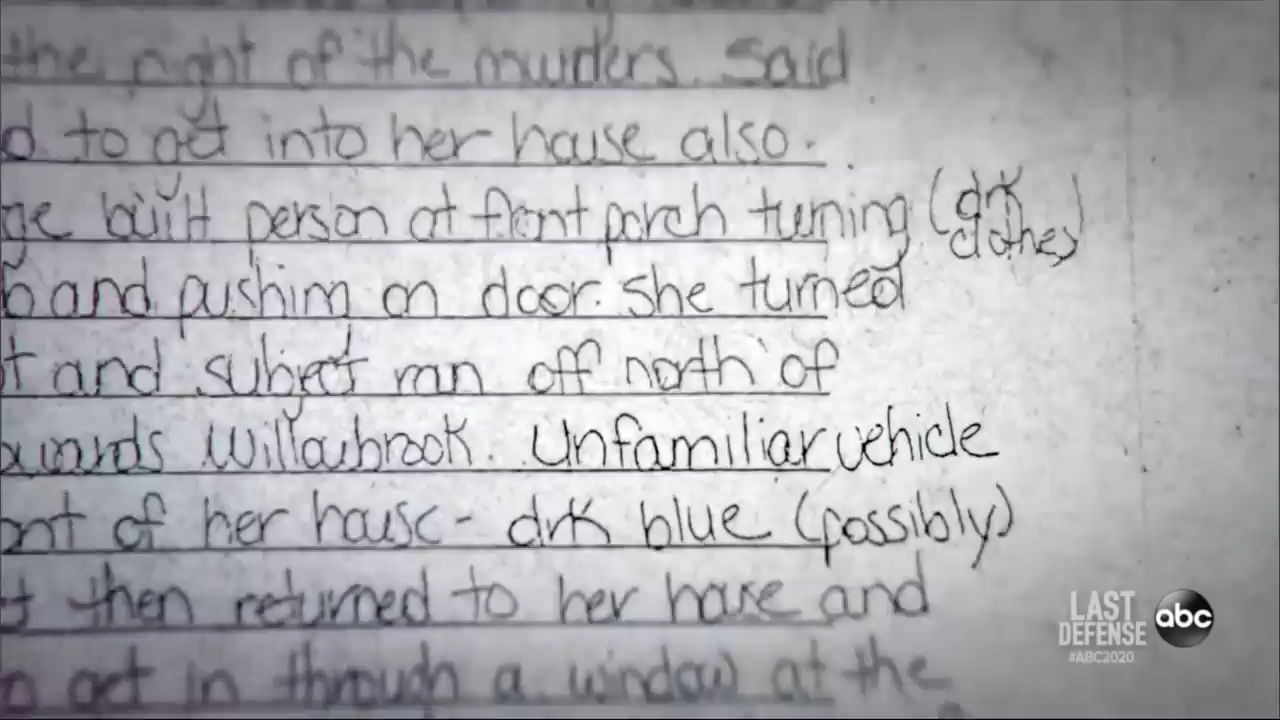 the night of the murders. Said
d to get into her house also.
ge built person at front porch turning (drk clothes)
b and pushing on door. She turned
t and subject ran off north of
owards Willowbrook. Unfamiliar vehicle
ont of her house - drk blue (possibly)
t then returned to her house and
o get in through a window at the
LAST DEFENSE
abc
#ABC2020